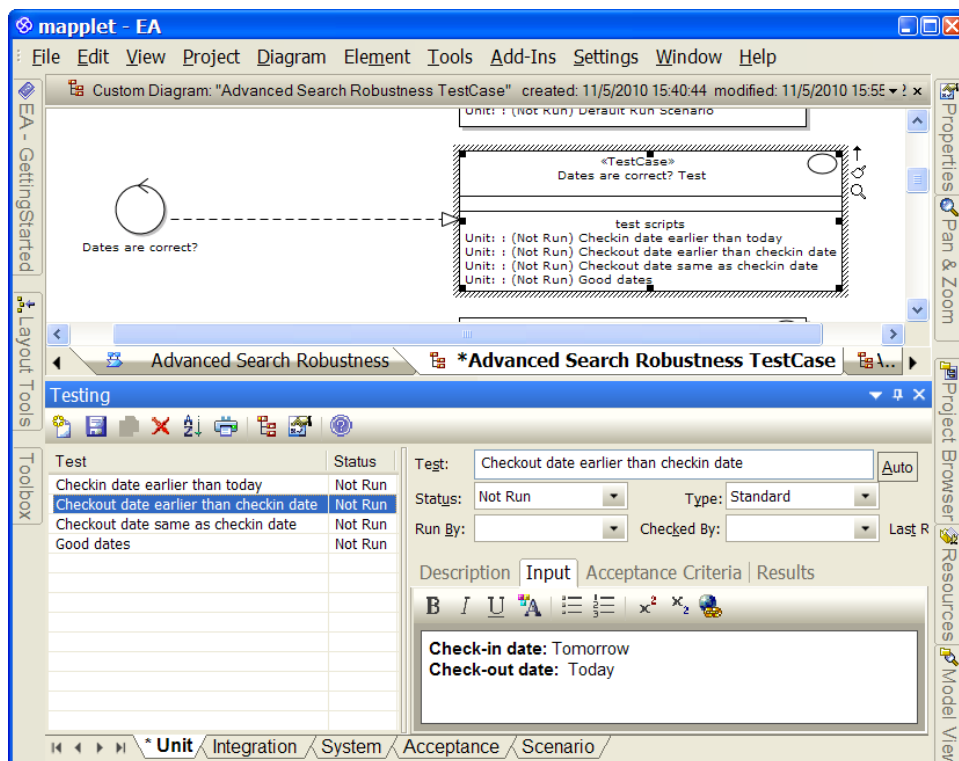 mapplet - EA
File Edit View Project Diagram Element Tools Add-Ins Settings Window Help
Custom Diagram: "Advanced Search Robustness TestCase" created: 11/5/2010 15:40:44 modified: 11/5/2010 15:55
EA - GettingStarted
Layout Tools
Toolbox
Unit: : (Not Run) Default Run Scenario
«TestCase»
Dates are correct? Test
test scripts
Unit: : (Not Run) Checkin date earlier than today
Unit: : (Not Run) Checkout date earlier than checkin date
Unit: : (Not Run) Checkout date same as checkin date
Unit: : (Not Run) Good dates
Dates are correct?
Advanced Search Robustness
*Advanced Search Robustness TestCase
Testing
Test Status
Checkin date earlier than today Not Run
Checkout date earlier than checkin date Not Run
Checkout date same as checkin date Not Run
Good dates Not Run
Test: Checkout date earlier than checkin date Auto
Status: Not Run Type: Standard
Run By: Checked By: Last R
Description Input Acceptance Criteria Results
B I U A x² x₂
Check-in date: Tomorrow
Check-out date: Today
* Unit Integration System Acceptance Scenario
Properties
Pan & Zoom
Project Browser
Resources
Model View